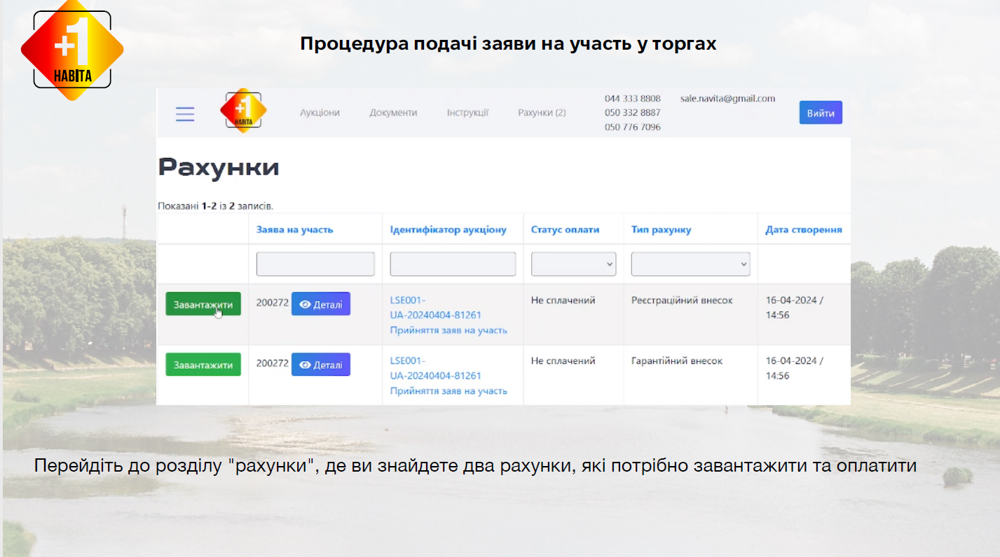 +1
НАВІТА
Процедура подачі заяви на участь у торгах
+1
НАВІТА
Аукціони Документи Інструкції Рахунки (2)
044 333 8808
050 332 8887
050 776 7096
sale.navita@gmail.com
Вийти
Рахунки
Показані 1-2 із 2 записів.
Заява на участь Ідентифікатор аукціону Статус оплати Тип рахунку Дата створення
Завантажити 200272 Деталі LSE001- Не сплачений Реєстраційний внесок 16-04-2024 /
UA-20240404-81261 14:56
Прийняття заяв на участь
Завантажити 200272 Деталі LSE001- Не сплачений Гарантійний внесок 16-04-2024 /
UA-20240404-81261 14:56
Прийняття заяв на участь
Перейдіть до розділу "рахунки", де ви знайдете два рахунки, які потрібно завантажити та оплатити